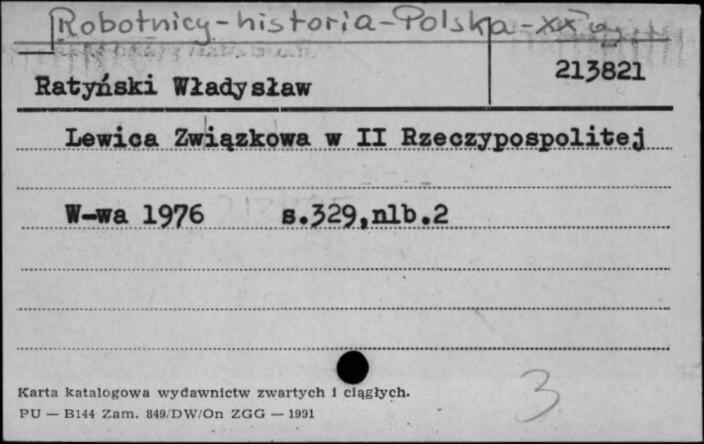 Robotnicy-historia-Polska-XX w.
213821
Ratyński Władysław
Lewica Związkowa w II Rzeczypospolitej
W-wa 1976 s.329,nlb.2
3
Karta katalogowa wydawnictw zwartych i ciągłych.
PU — B144 Zam. 849/DW/On ZGG — 1991